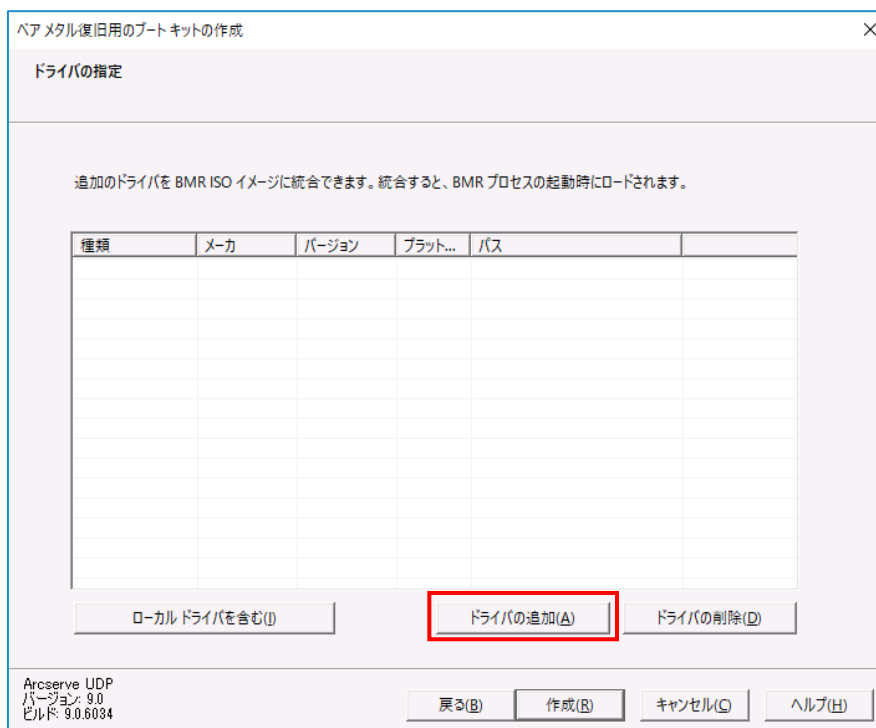 ベア メタル復旧用のブート キットの作成
ドライバの指定
追加のドライバを BMR ISO イメージに統合できます。統合すると、BMR プロセスの起動時にロードされます。
種類 メーカ バージョン プラット... パス
ローカル ドライバを含む(I) ドライバの追加(A) ドライバの削除(D)
Arcserve UDP
バージョン: 9.0
ビルド: 9.0.6034
戻る(B) 作成(R) キャンセル(C) ヘルプ(H)